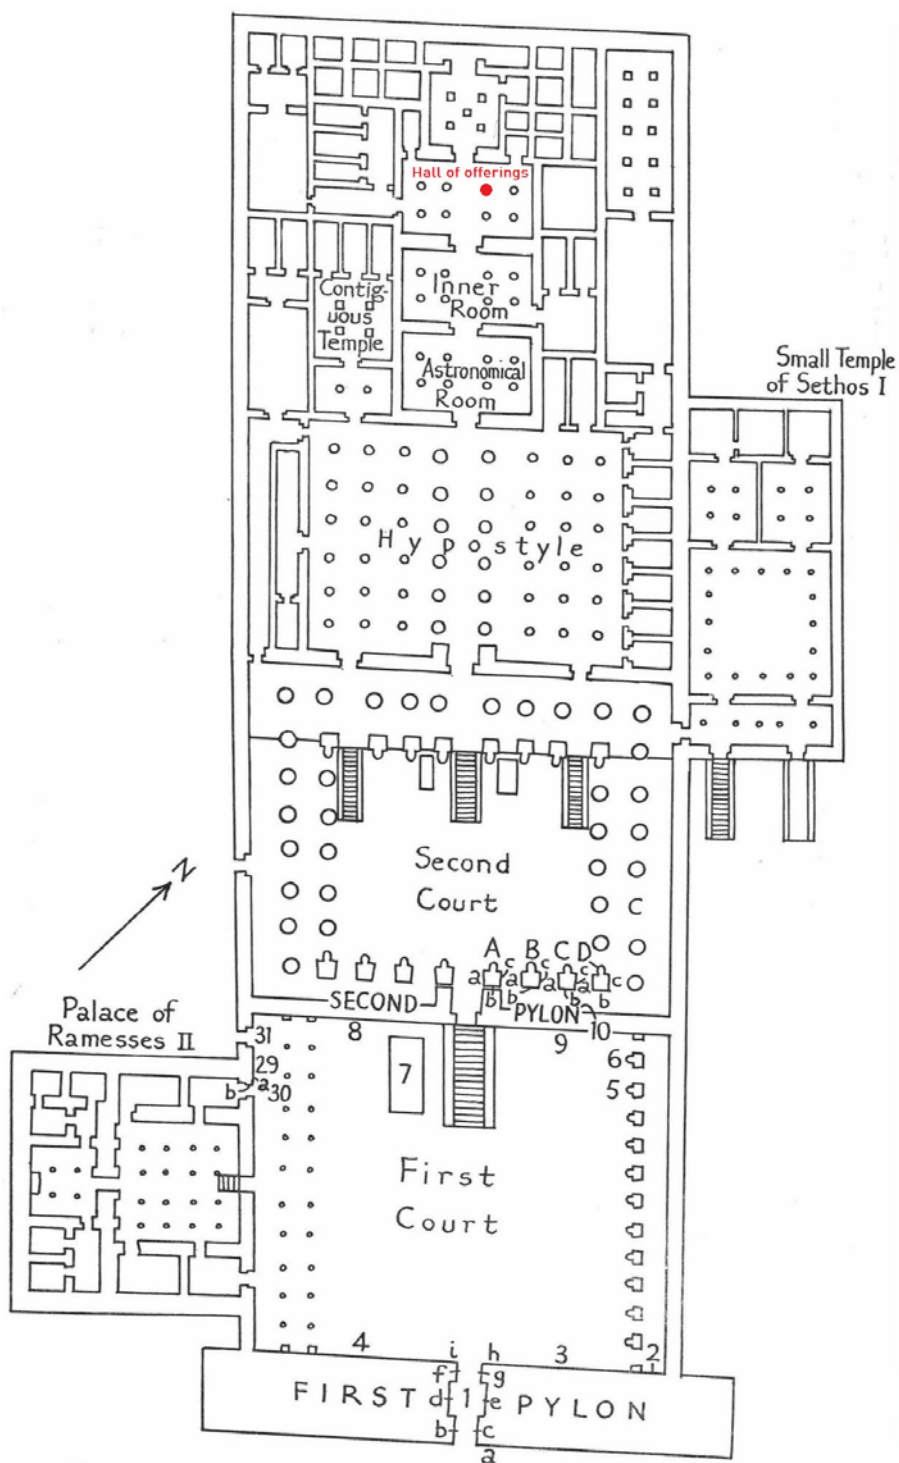 Hall of offerings
Inner
Room
Contig-
uous
Temple
Astronomical
Room
Small Temple
of Sethos I
Hypostyle
N
Second
Court
C
A B C D
c c c c
a a a a
b b b b
SECOND PYLON
Palace of
Ramesses II
31 8 9 10
29 6
a
b 30 7 5
First
Court
4 i h 3 2
f g
FIRST d 1 e PYLON
b c
a